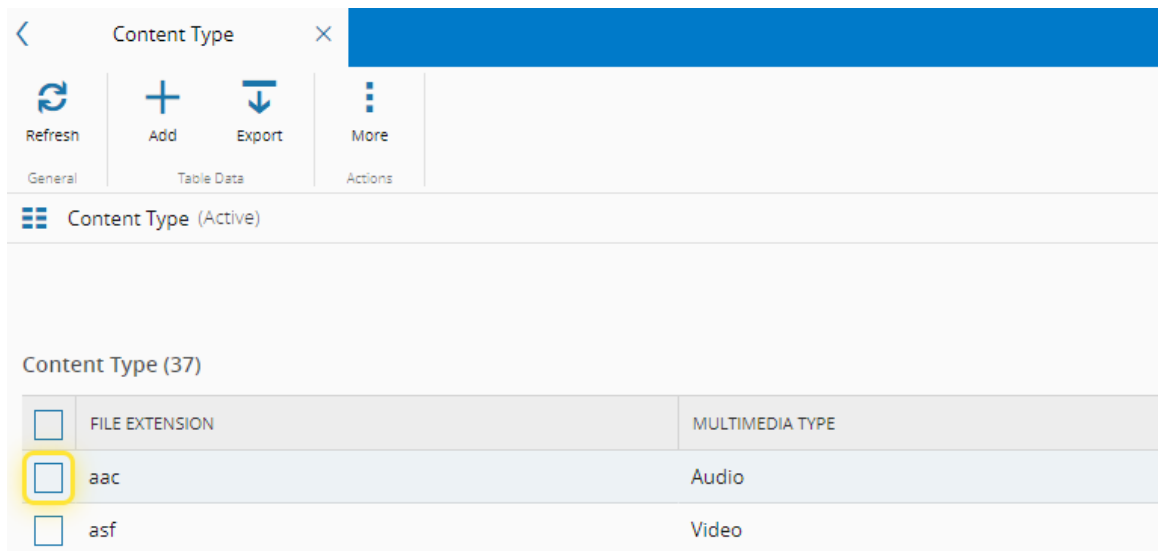 Content Type
Refresh Add Export More
General Table Data Actions
Content Type (Active)
Content Type (37)
FILE EXTENSION MULTIMEDIA TYPE
aac Audio
asf Video